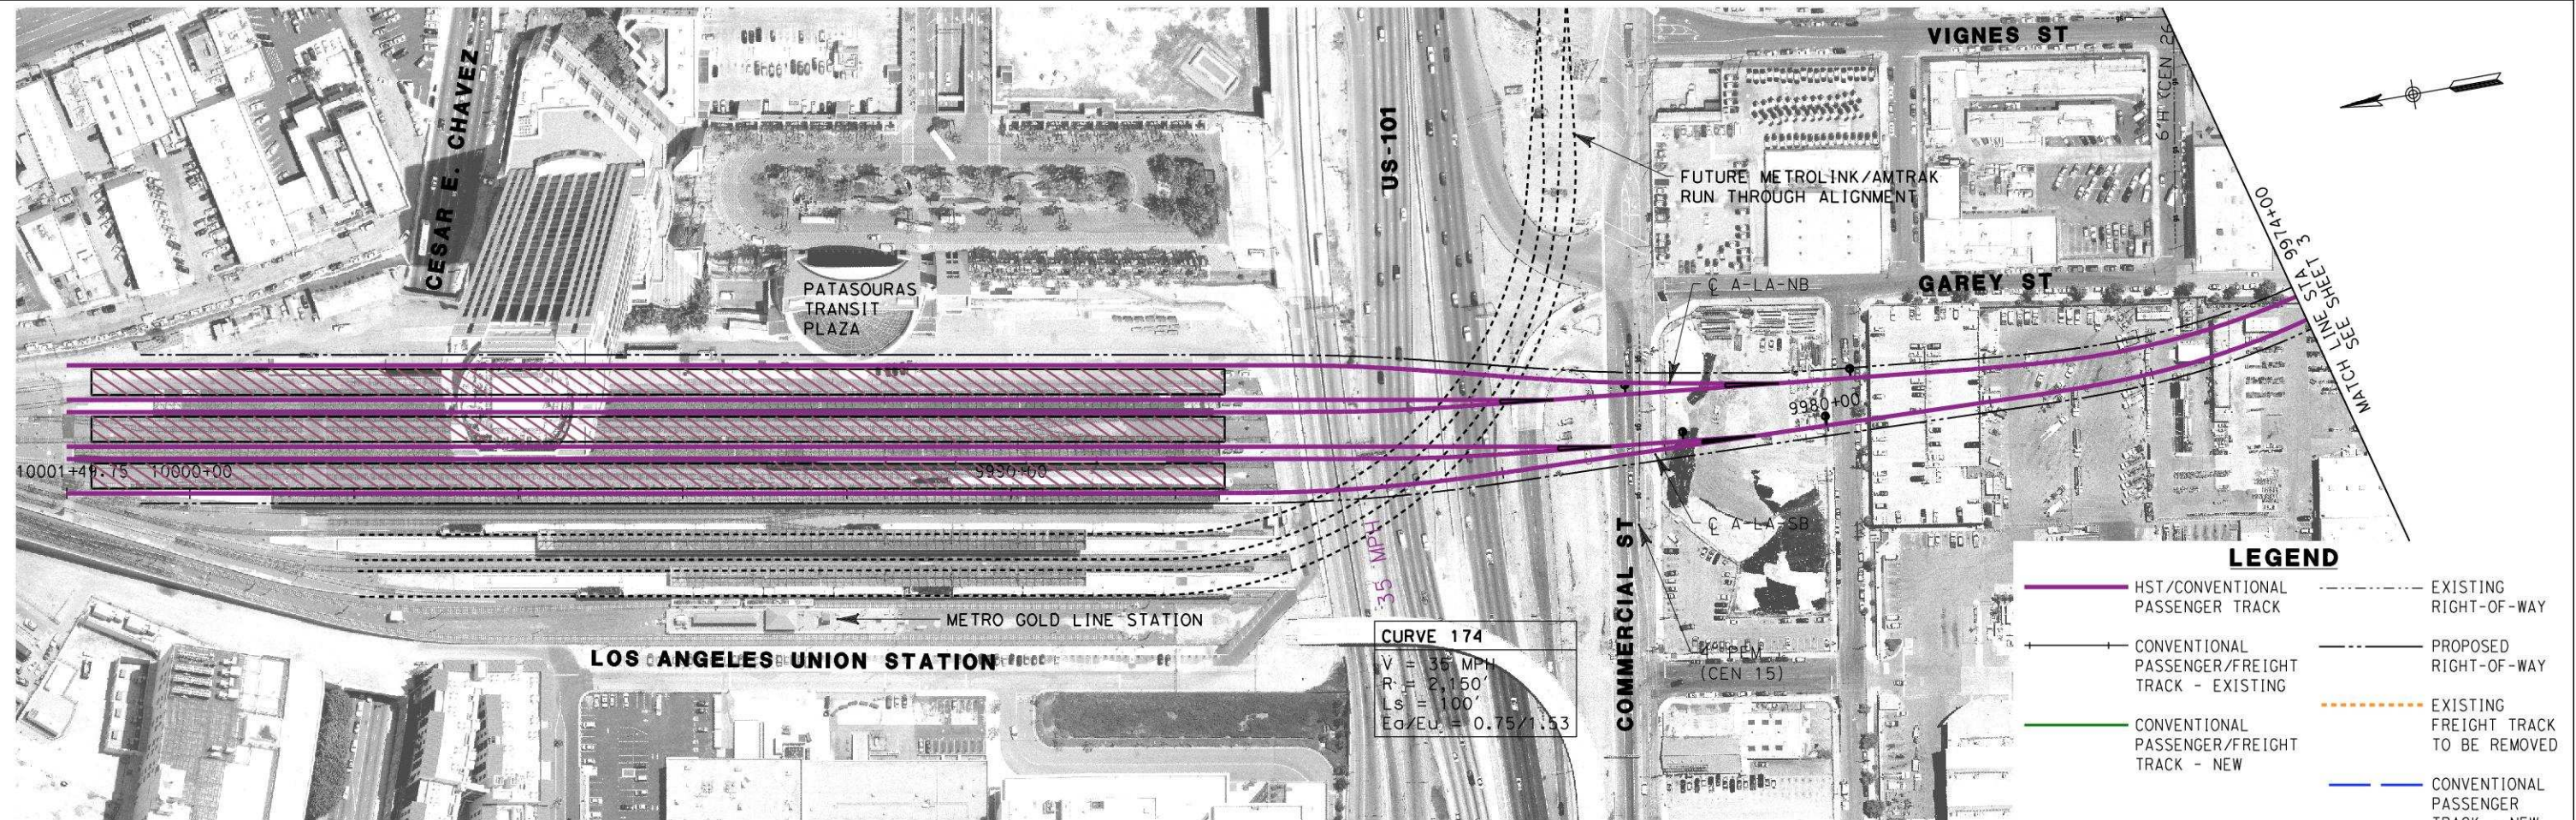 VIGNES ST
CESAR E. CHAVEZ
US-101
6"H (CEN 26
FUTURE METROLINK/AMTRAK
RUN THROUGH ALIGNMENT
MATCH LINE STA 9974+00
SEE SHEET 3
PATASOURAS
TRANSIT
PLAZA
℄ A-LA-NB
GAREY ST
9980+00
10001+49.75
10000+00
9990+00
℄ A-LA-SB
35 MPH
COMMERCIAL ST
METRO GOLD LINE STATION
LOS ANGELES UNION STATION
(CEN 15)
CURVE 174
V = 35 MPH
R = 2,150'
Ls = 100'
Ea/Eu = 0.75/1.53
LEGEND
HST/CONVENTIONAL
PASSENGER TRACK
CONVENTIONAL
PASSENGER/FREIGHT
TRACK - EXISTING
CONVENTIONAL
PASSENGER/FREIGHT
TRACK - NEW
EXISTING
RIGHT-OF-WAY
PROPOSED
RIGHT-OF-WAY
EXISTING
FREIGHT TRACK
TO BE REMOVED
CONVENTIONAL
PASSENGER
TRACK - NEW